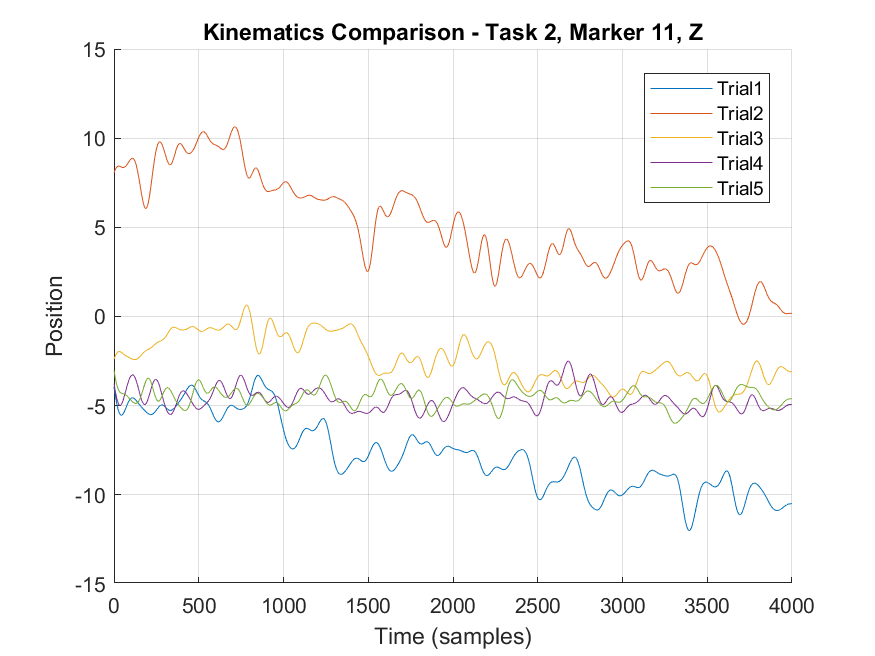 Kinematics Comparison - Task 2, Marker 11, Z
15
10
5
0
-5
-10
-15
Position
Trial1
Trial2
Trial3
Trial4
Trial5
0 500 1000 1500 2000 2500 3000 3500 4000
Time (samples)